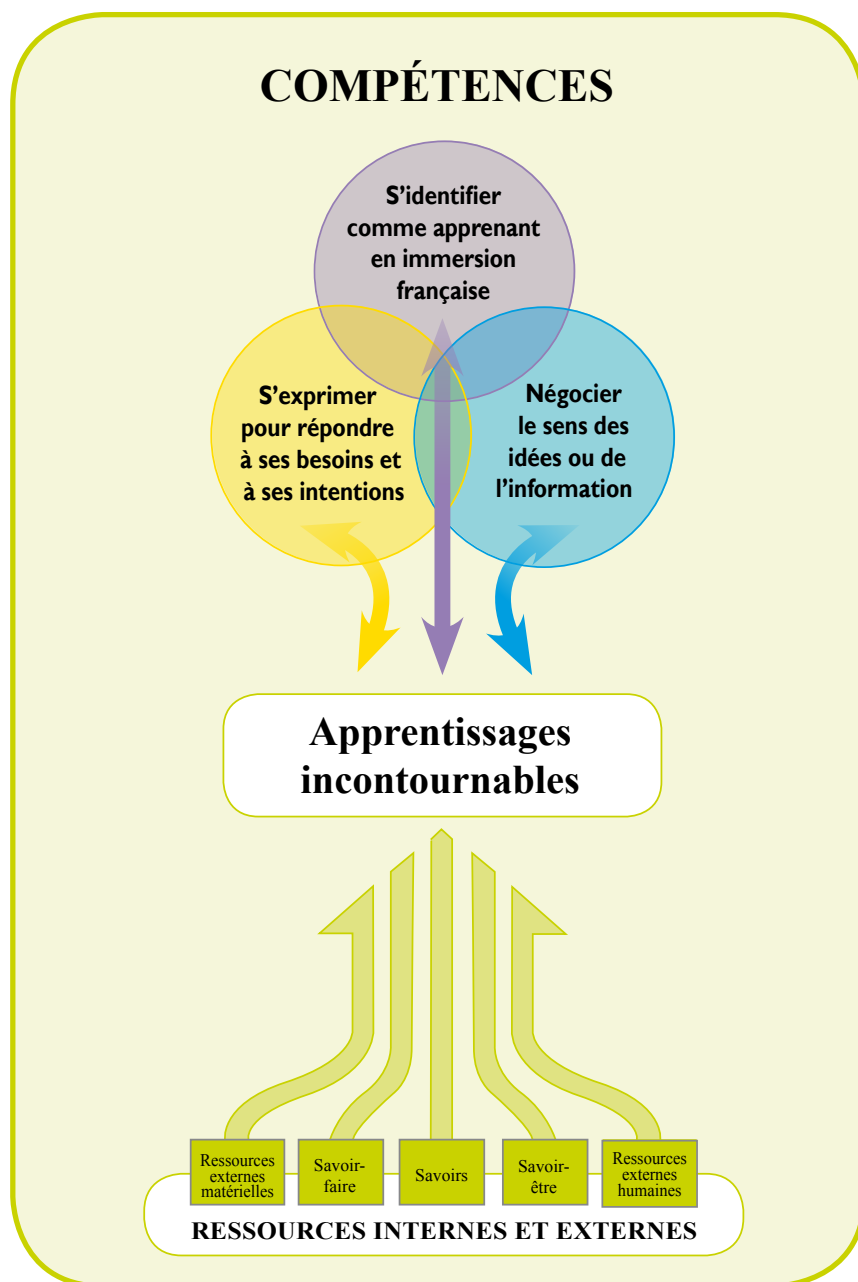 COMPÉTENCES
S’identifier
comme apprenant
en immersion
française
S’exprimer
pour répondre
à ses besoins et
à ses intentions
Négocier
le sens des
idées ou de
l’information
Apprentissages
incontournables
Ressources
externes
matérielles
Savoir-
faire
Savoirs
Savoir-
être
Ressources
externes
humaines
RESSOURCES INTERNES ET EXTERNES